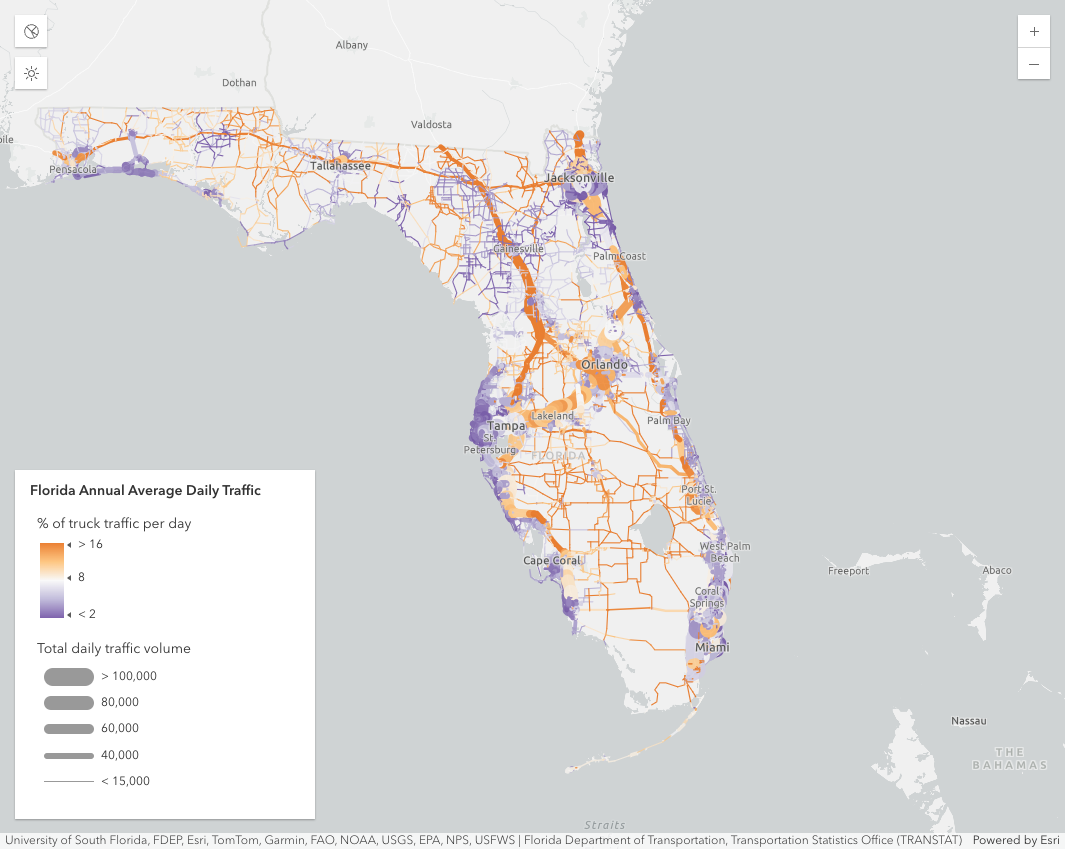 Albany
Dothan
Valdosta
Tallahassee
Pensacola
Jacksonville
Gainesville
Palm Coast
Orlando
Lakeland
Tampa
St.
Petersburg
FLORIDA
Palm Bay
Port St.
Lucie
West Palm
Beach
Cape Coral
Coral
Springs
Miami
Freeport
Abaco
Nassau
THE
BAHAMAS
Straits
+
−
Florida Annual Average Daily Traffic
% of truck traffic per day
> 16
8
< 2
Total daily traffic volume
> 100,000
80,000
60,000
40,000
< 15,000
University of South Florida, FDEP, Esri, TomTom, Garmin, FAO, NOAA, USGS, EPA, NPS, USFWS | Florida Department of Transportation, Transportation Statistics Office (TRANSTAT) Powered by Esri